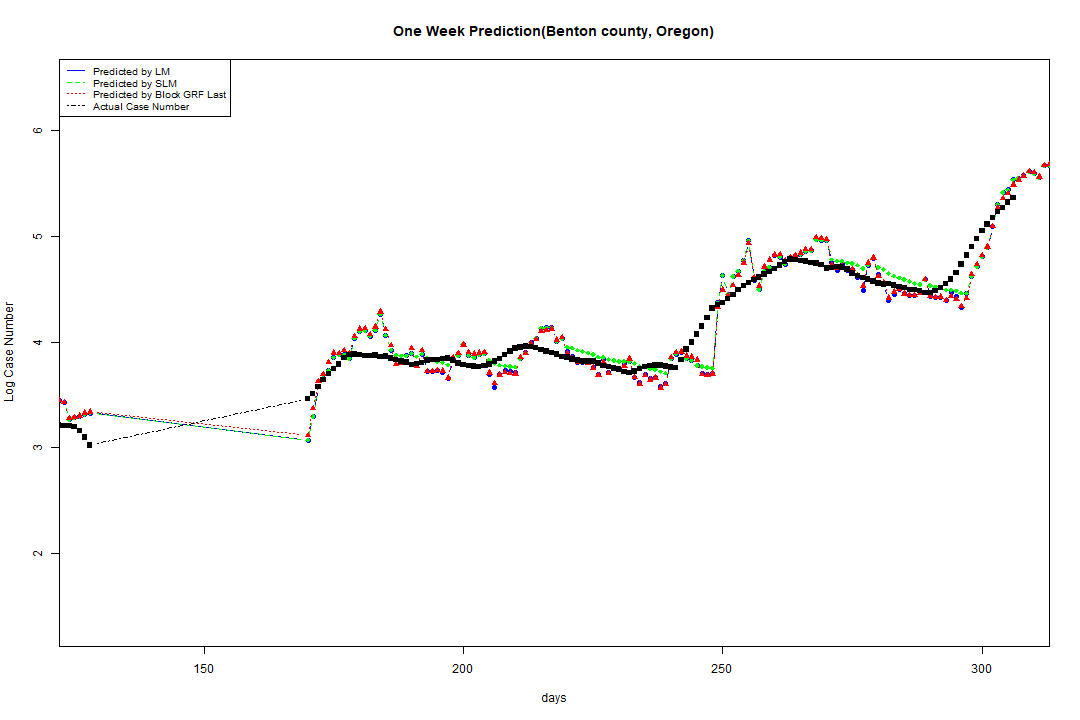 One Week Prediction(Benton county, Oregon)
Predicted by LM
Predicted by SLM
Predicted by Block GRF Last
Actual Case Number
6
5
4
3
2
Log Case Number
150
200
250
300
days